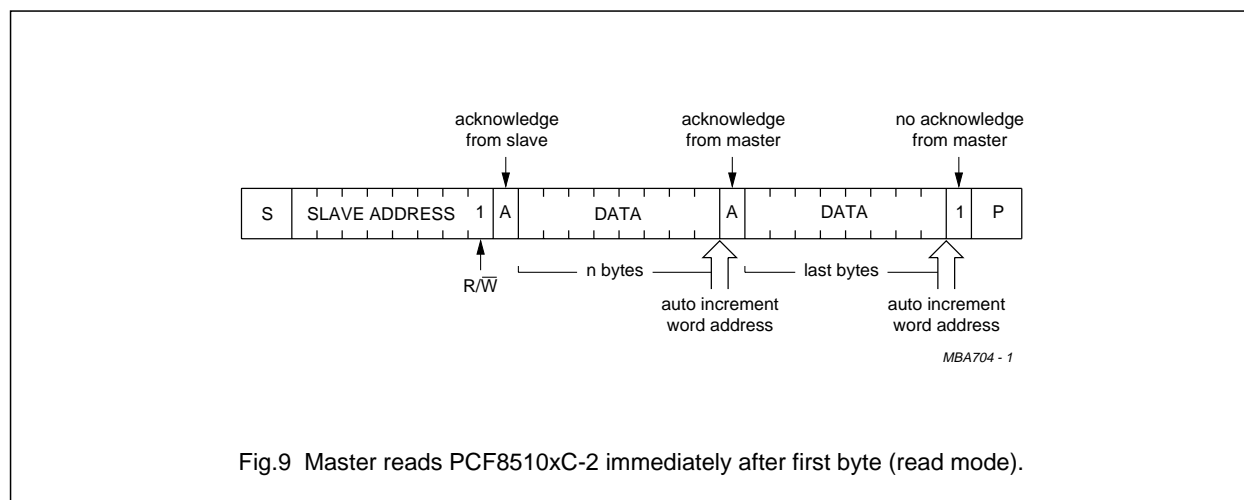 acknowledge
from slave
acknowledge
from master
no acknowledge
from master
S SLAVE ADDRESS 1 A DATA A DATA 1 P
R/W̅
n bytes
last bytes
auto increment
word address
auto increment
word address
MBA704 - 1
Fig.9 Master reads PCF8510xC-2 immediately after first byte (read mode).